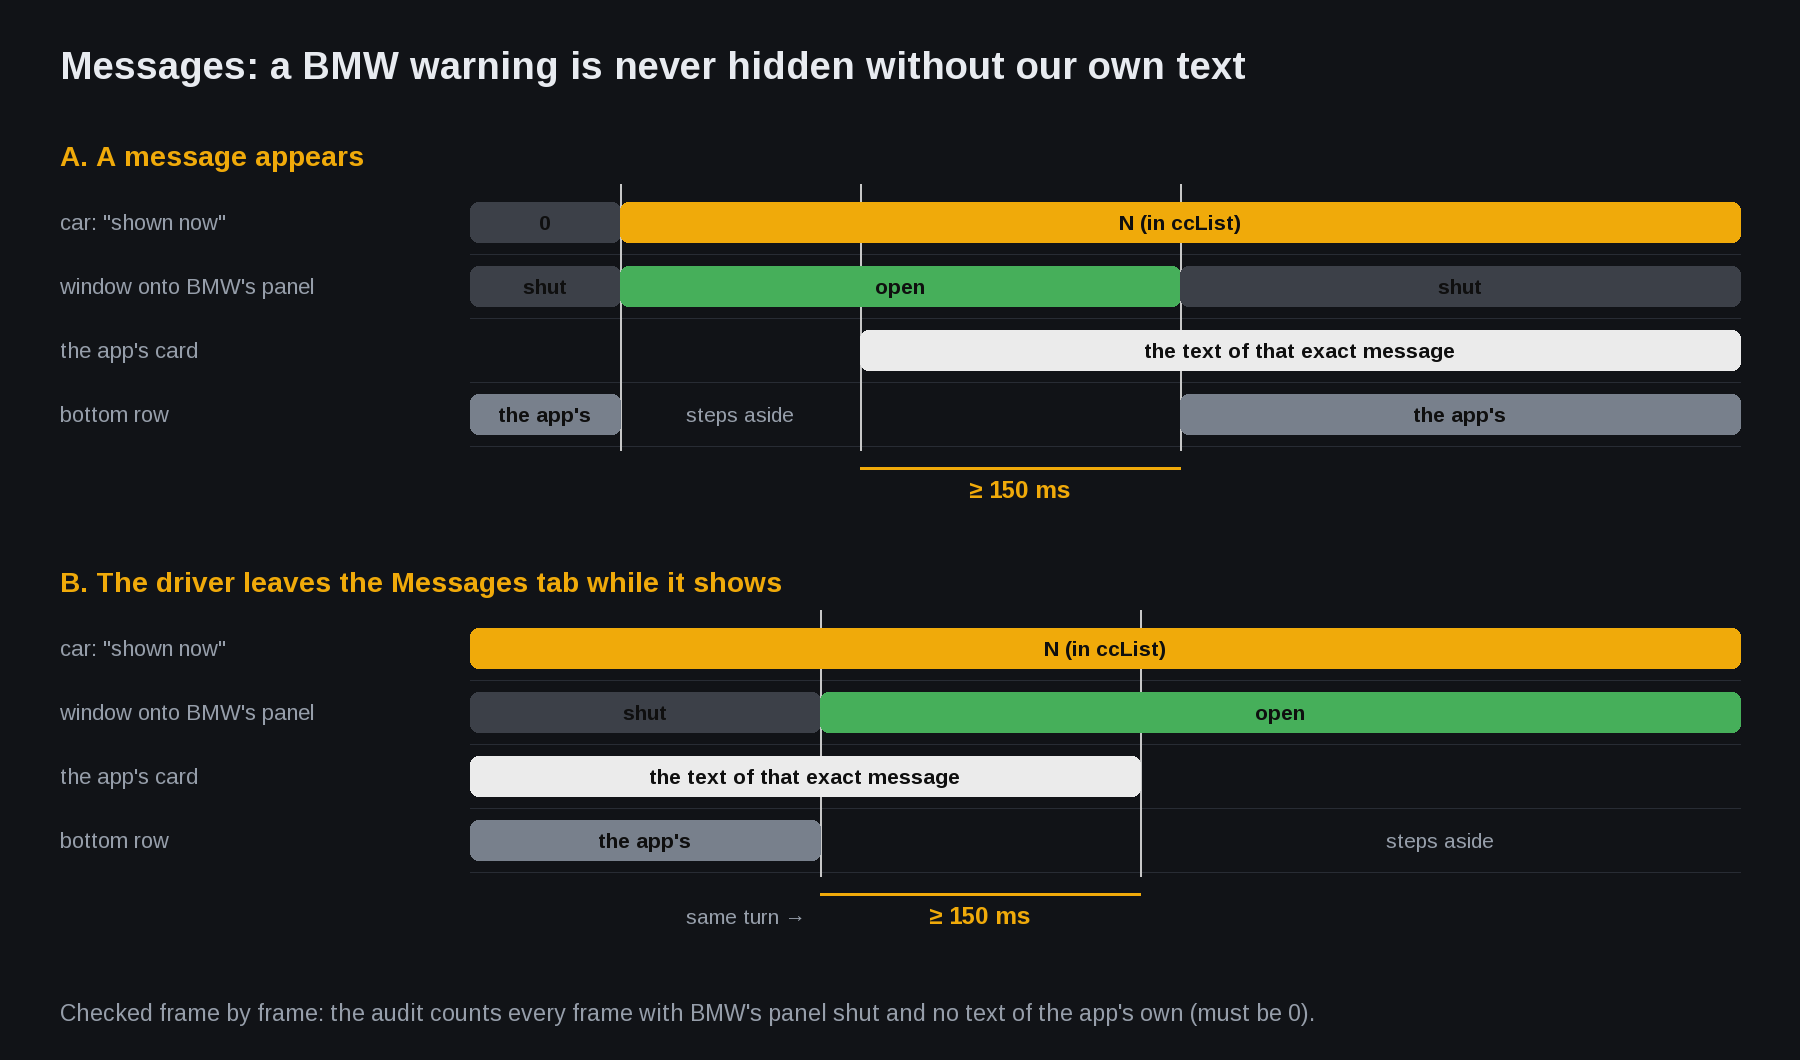 Messages: a BMW warning is never hidden without our own text
A. A message appears
car: "shown now"
0
N (in ccList)
window onto BMW's panel
shut
open
shut
the app's card
the text of that exact message
bottom row
the app's
steps aside
the app's
≥ 150 ms
B. The driver leaves the Messages tab while it shows
car: "shown now"
N (in ccList)
window onto BMW's panel
shut
open
the app's card
the text of that exact message
bottom row
the app's
steps aside
same turn →
≥ 150 ms
Checked frame by frame: the audit counts every frame with BMW's panel shut and no text of the app's own (must be 0).